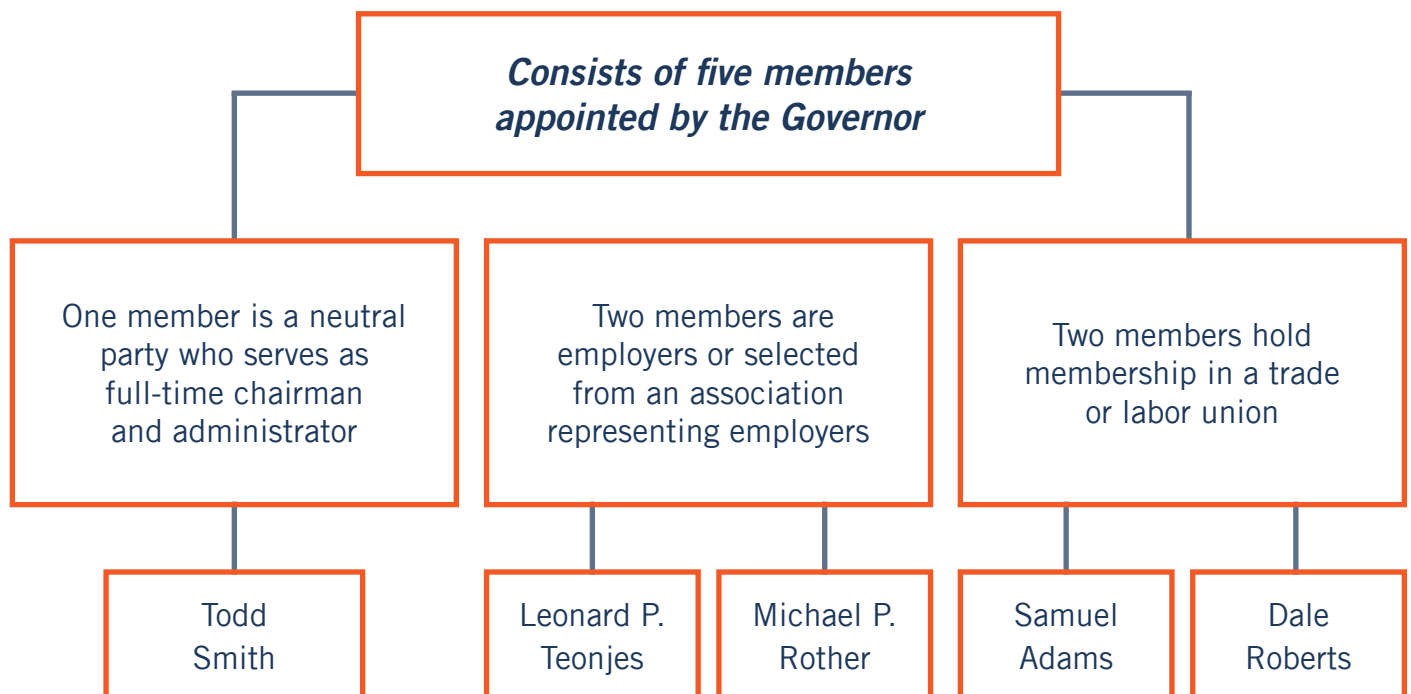 Consists of five members
appointed by the Governor
One member is a neutral
party who serves as
full-time chairman
and administrator
Two members are
employers or selected
from an association
representing employers
Two members hold
membership in a trade
or labor union
Todd
Smith
Leonard P.
Teonjes
Michael P.
Rother
Samuel
Adams
Dale
Roberts